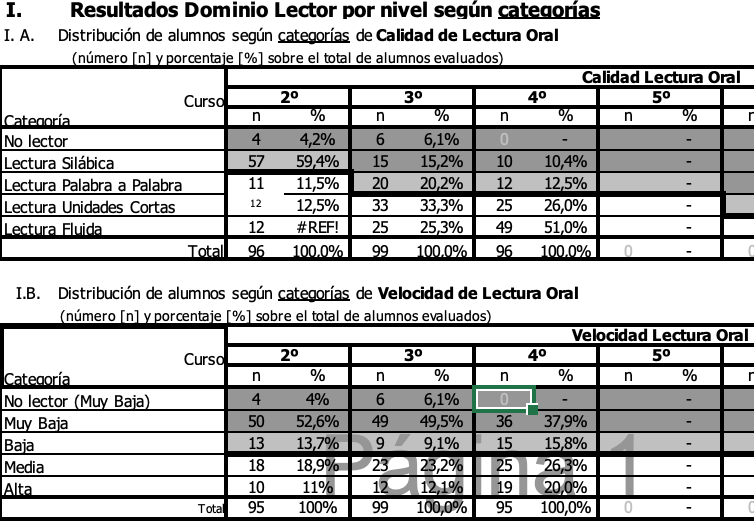 I. Resultados Dominio Lector por nivel según categorías
I. A. Distribución de alumnos según categorías de Calidad de Lectura Oral
(número [n] y porcentaje [%] sobre el total de alumnos evaluados)
Calidad Lectura Oral
Curso 2º 3º 4º 5º
Categoría n % n % n % n %
No lector 4 4,2% 6 6,1% 0 - -
Lectura Silábica 57 59,4% 15 15,2% 10 10,4% -
Lectura Palabra a Palabra 11 11,5% 20 20,2% 12 12,5% -
Lectura Unidades Cortas 12 12,5% 33 33,3% 25 26,0% -
Lectura Fluida 12 #REF! 25 25,3% 49 51,0% -
Total 96 100,0% 99 100,0% 96 100,0% 0 -
I.B. Distribución de alumnos según categorías de Velocidad de Lectura Oral
(número [n] y porcentaje [%] sobre el total de alumnos evaluados)
Velocidad Lectura Oral
Curso 2º 3º 4º 5º
Categoría n % n % n % n %
No lector (Muy Baja) 4 4% 6 6,1% 0 - -
Muy Baja 50 52,6% 49 49,5% 36 37,9% -
Baja 13 13,7% 9 9,1% 15 15,8% -
Media 18 18,9% 23 23,2% 25 26,3% -
Alta 10 11% 12 12,1% 19 20,0% -
Total 95 100% 99 100,0% 95 100,0% 0 -
Página 1